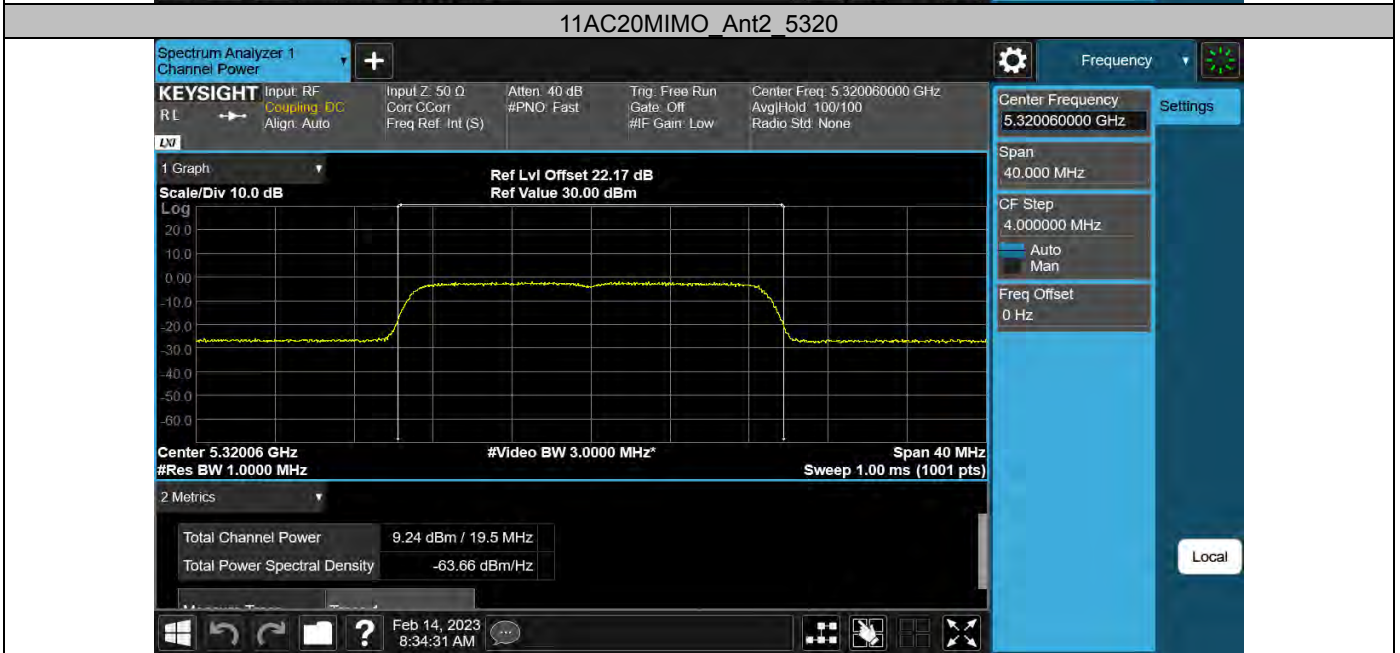 11AC20MIMO_Ant2_5320
Spectrum Analyzer 1
Channel Power
Frequency
KEYSIGHT
RL
LXI
Input: RF
Coupling: DC
Align: Auto
Input Z: 50 Ω
Corr CCorr
Freq Ref: Int (S)
Atten: 40 dB
#PNO: Fast
Trig: Free Run
Gate: Off
#IF Gain: Low
Center Freq: 5.320060000 GHz
Avg|Hold: 100/100
Radio Std: None
Center Frequency
5.320060000 GHz
Settings
Span
40.000 MHz
CF Step
4.000000 MHz
Auto
Man
Freq Offset
0 Hz
1 Graph
Scale/Div 10.0 dB
Ref Lvl Offset 22.17 dB
Ref Value 30.00 dBm
Log
20.0
10.0
0.00
-10.0
-20.0
-30.0
-40.0
-50.0
-60.0
Center 5.32006 GHz
#Res BW 1.0000 MHz
#Video BW 3.0000 MHz*
Span 40 MHz
Sweep 1.00 ms (1001 pts)
2 Metrics
Total Channel Power 9.24 dBm / 19.5 MHz
Total Power Spectral Density -63.66 dBm/Hz
Local
Feb 14, 2023
8:34:31 AM